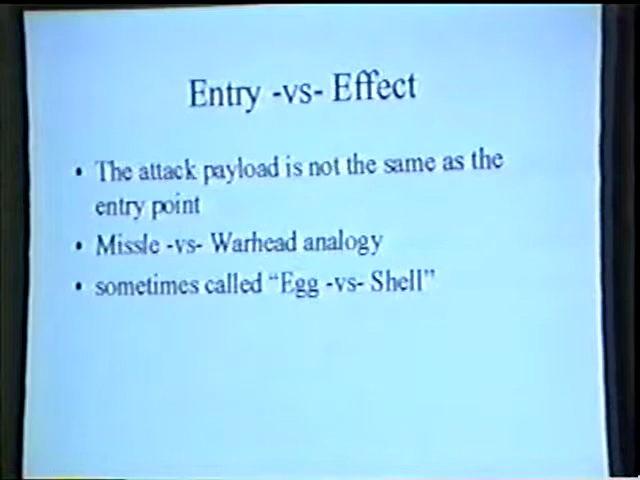 Entry -vs- Effect
• The attack payload is not the same as the
entry point
• Missle -vs- Warhead analogy
• sometimes called “Egg -vs- Shell”